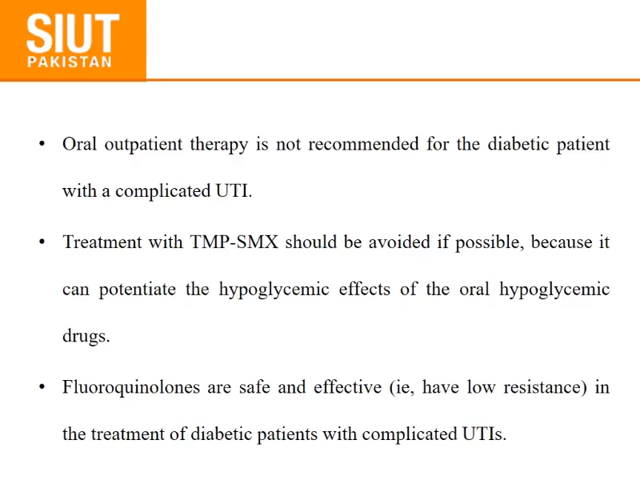 SIUT
PAKISTAN
• Oral outpatient therapy is not recommended for the diabetic patient
with a complicated UTI.
• Treatment with TMP-SMX should be avoided if possible, because it
can potentiate the hypoglycemic effects of the oral hypoglycemic
drugs.
• Fluoroquinolones are safe and effective (ie, have low resistance) in
the treatment of diabetic patients with complicated UTIs.